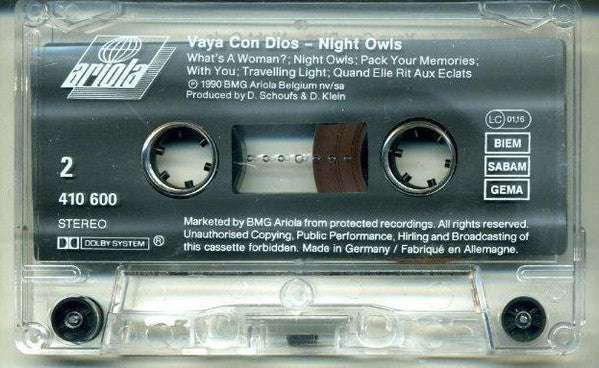 Vaya Con Dios – Night Owls
ariola
What's A Woman?; Night Owls; Pack Your Memories;
With You; Travelling Light; Quand Elle Rit Aux Eclats
℗ 1990 BMG Ariola Belgium nv/sa
Produced by D. Schoufs & D. Klein
LC 0116
BIEM
SABAM
GEMA
2
410 600
STEREO
DOLBY SYSTEM ®
Marketed by BMG Ariola from protected recordings. All rights reserved.
Unauthorised Copying, Public Performance, Hirling and Broadcasting of
this cassette forbidden. Made in Germany / Fabriqué en Allemagne.